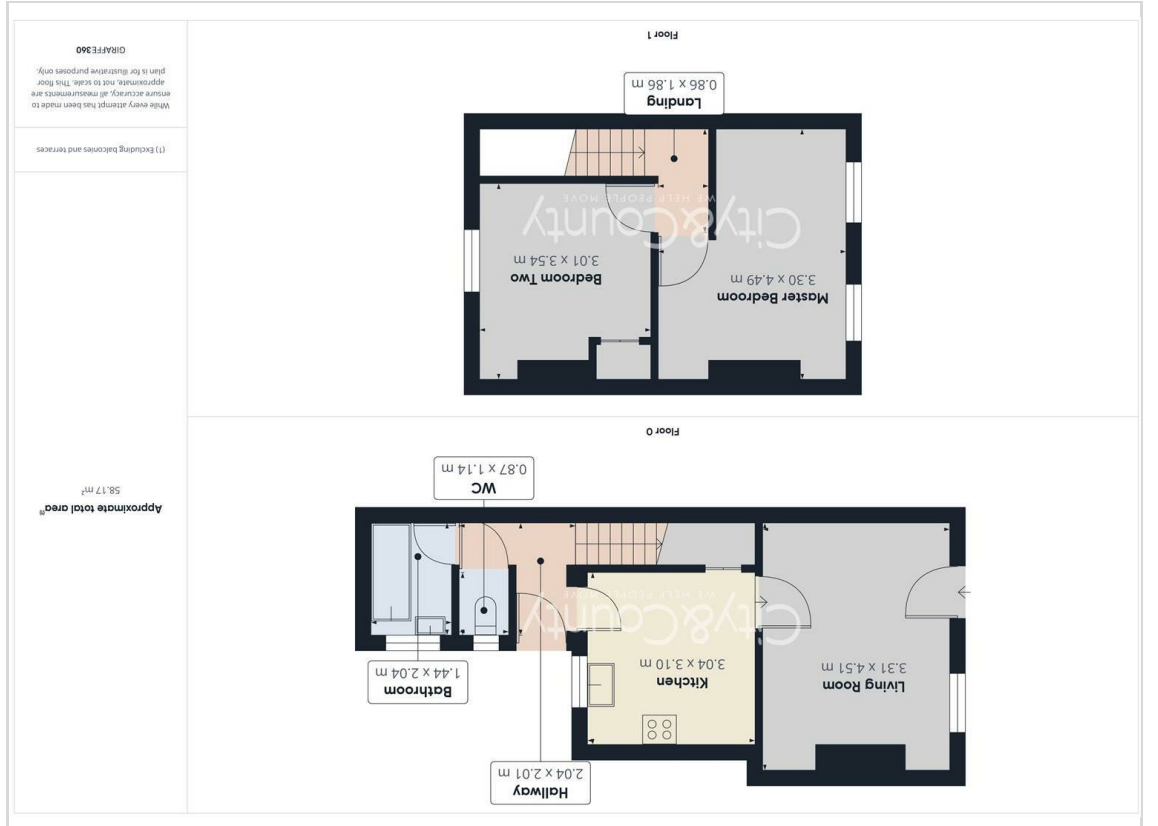 Floor 0
Hallway
2.04 x 2.01 m
Kitchen
3.04 x 3.10 m
Living Room
3.31 x 4.51 m
Bathroom
1.44 x 2.04 m
WC
0.87 x 1.14 m
City&County
WE HELP PEOPLE MOVE
Floor 1
Master Bedroom
3.30 x 4.49 m
Bedroom Two
3.01 x 3.54 m
Landing
0.86 x 1.86 m
City&County
WE HELP PEOPLE MOVE
Approximate total area⁽¹⁾
58.17 m²
(1) Excluding balconies and terraces
While every attempt has been made to
ensure accuracy, all measurements are
approximate, not to scale. This floor
plan is for illustrative purposes only.
GIRAFFE360